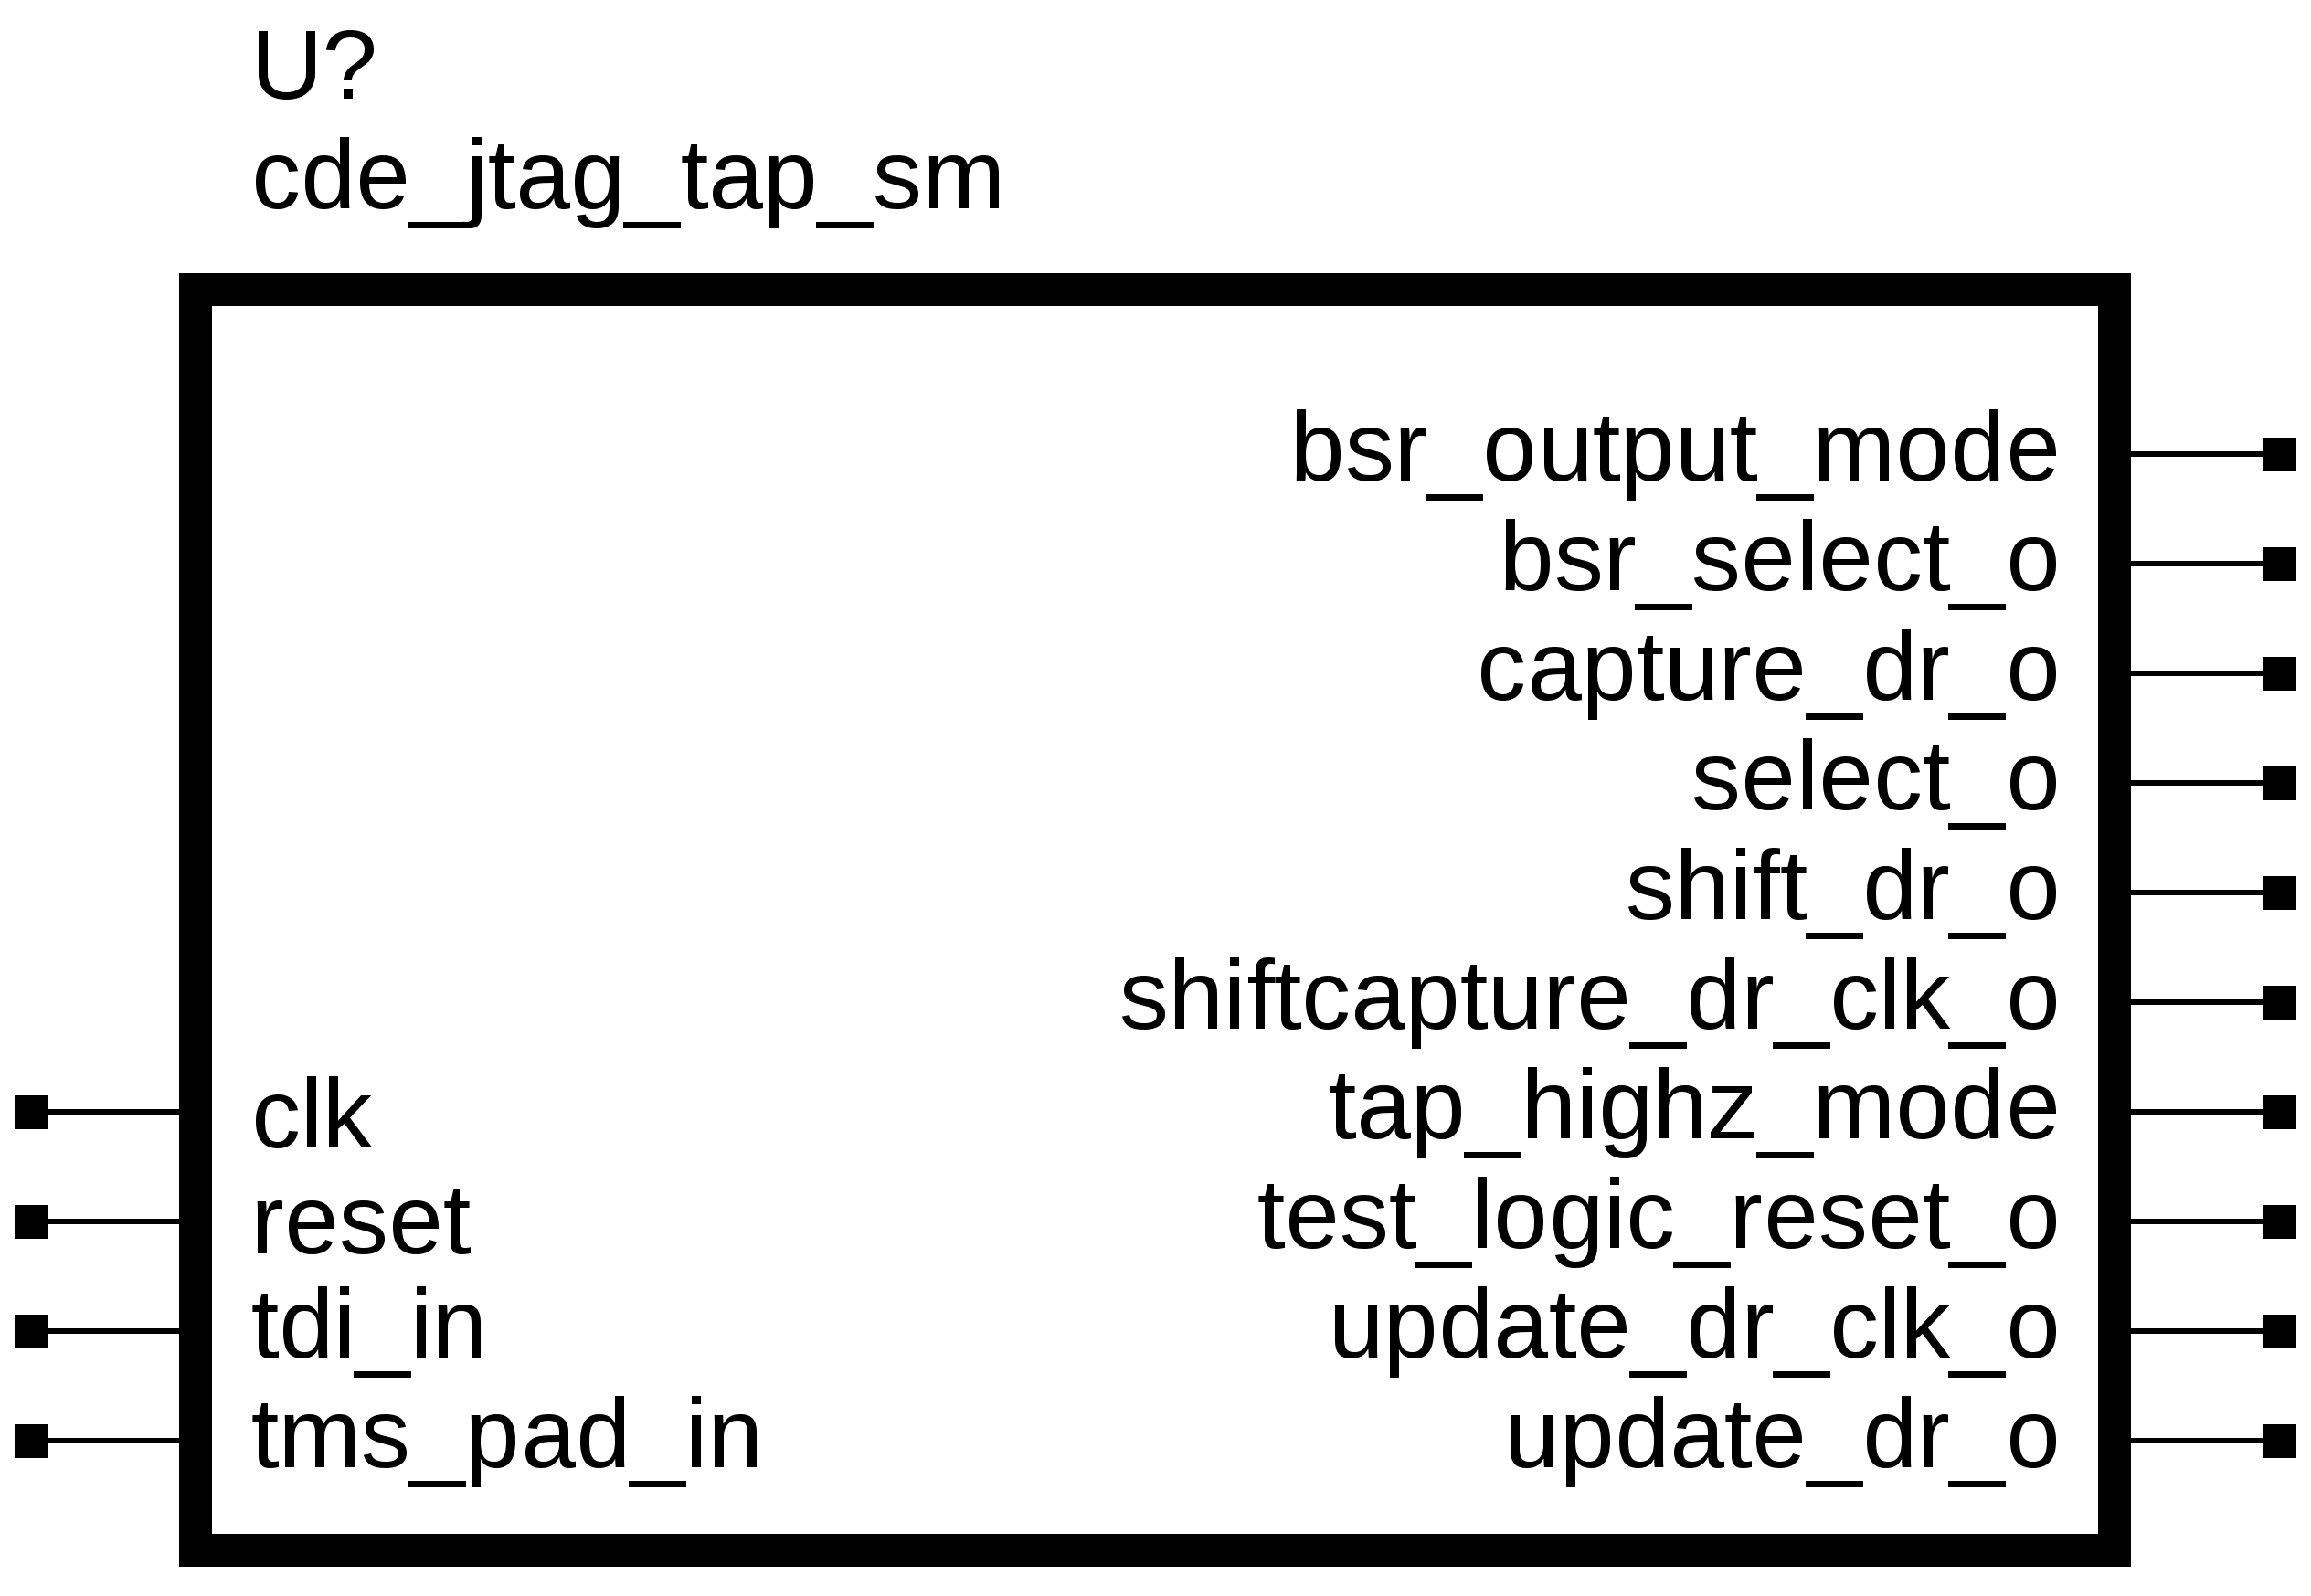 U?
cde_jtag_tap_sm
bsr_output_mode
bsr_select_o
capture_dr_o
select_o
shift_dr_o
shiftcapture_dr_clk_o
clk
tap_highz_mode
reset
test_logic_reset_o
tdi_in
update_dr_clk_o
tms_pad_in
update_dr_o